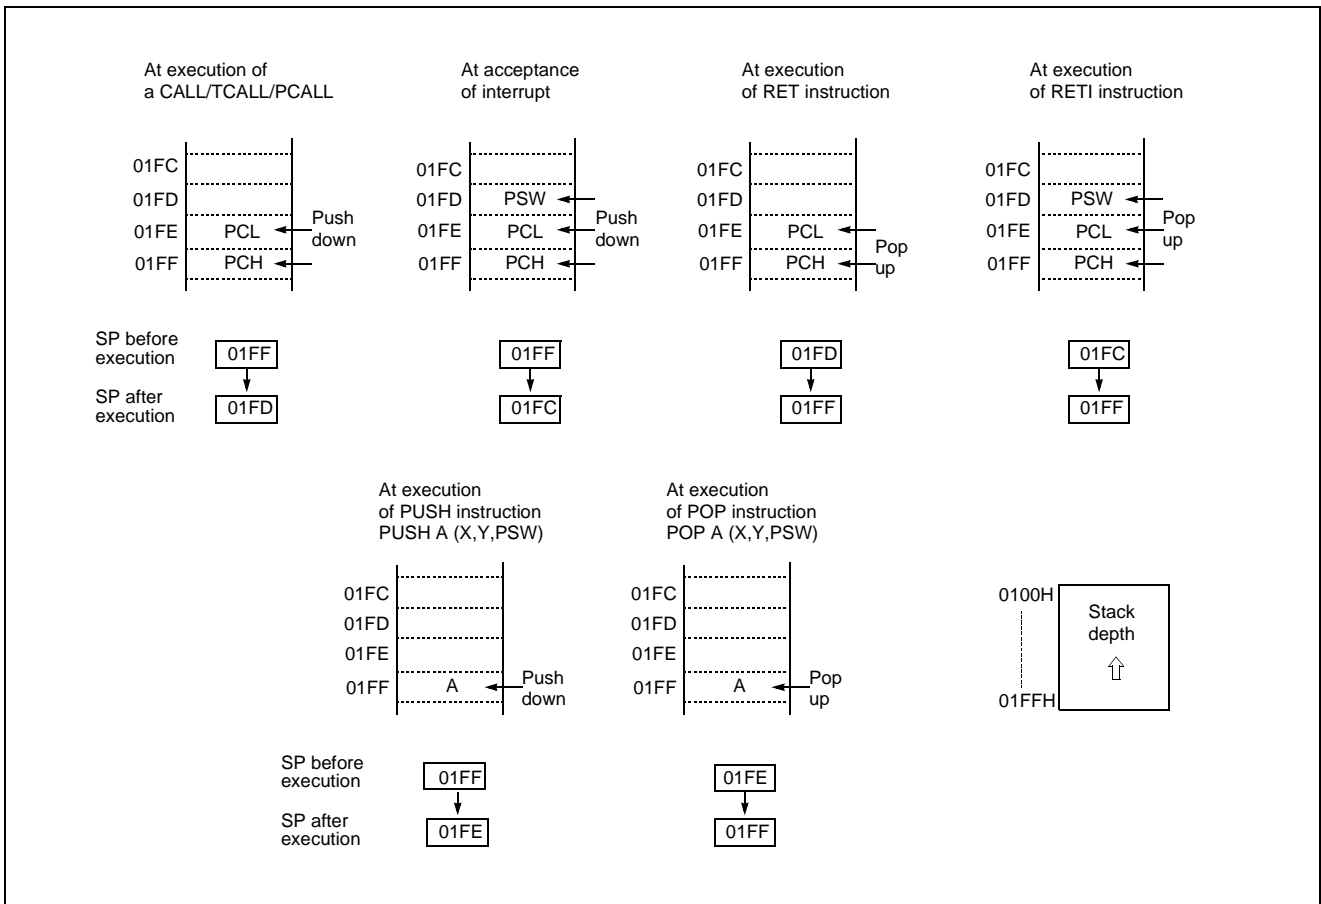 At execution of
a CALL/TCALL/PCALL
01FC
01FD
01FE PCL Push
down
01FF PCH
At acceptance
of interrupt
01FC
01FD PSW
01FE PCL Push
down
01FF PCH
At execution
of RET instruction
01FC
01FD
01FE PCL
01FF PCH Pop
up
At execution
of RETI instruction
01FC
01FD PSW
01FE PCL Pop
up
01FF PCH
SP before
execution
01FF
01FF
01FD
01FC
SP after
execution
01FD
01FC
01FF
01FF
At execution
of PUSH instruction
PUSH A (X,Y,PSW)
01FC
01FD
01FE
01FF A Push
down
At execution
of POP instruction
POP A (X,Y,PSW)
01FC
01FD
01FE
01FF A Pop
up
0100H
Stack
depth
01FFH
SP before
execution
01FF
01FE
SP after
execution
01FE
01FF